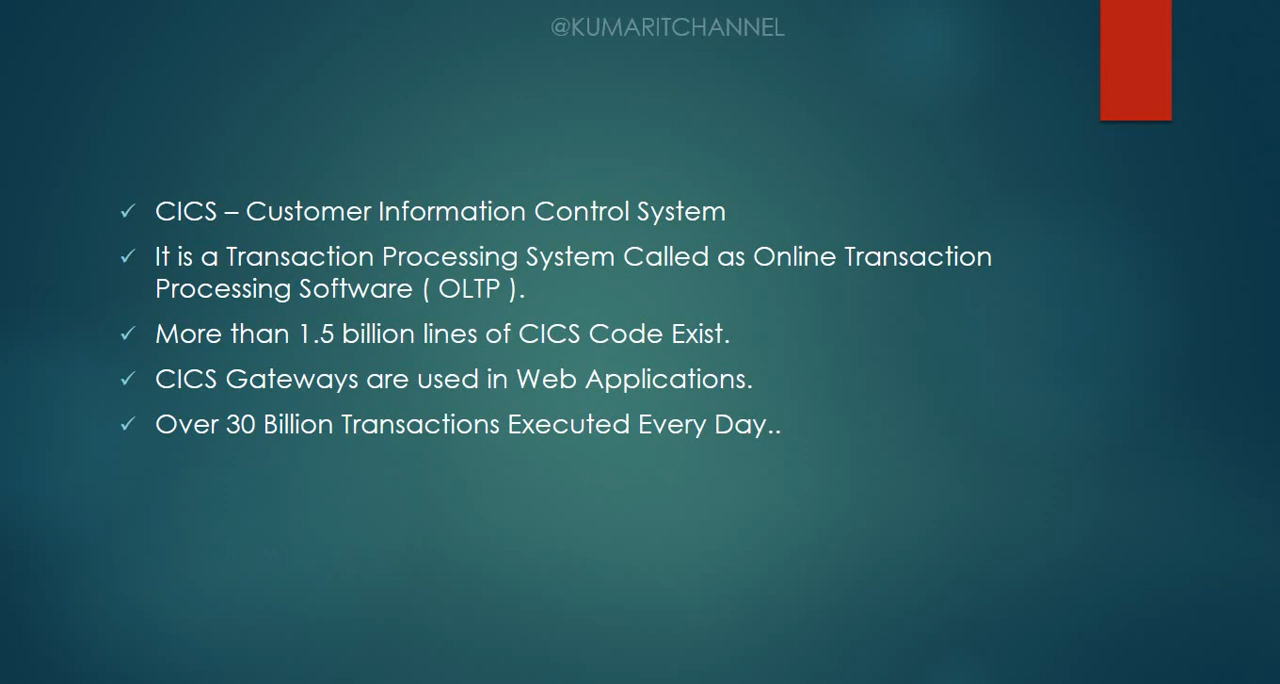 @KUMARITCHANNEL
✓ CICS – Customer Information Control System
✓ It is a Transaction Processing System Called as Online Transaction
Processing Software ( OLTP ).
✓ More than 1.5 billion lines of CICS Code Exist.
✓ CICS Gateways are used in Web Applications.
✓ Over 30 Billion Transactions Executed Every Day..